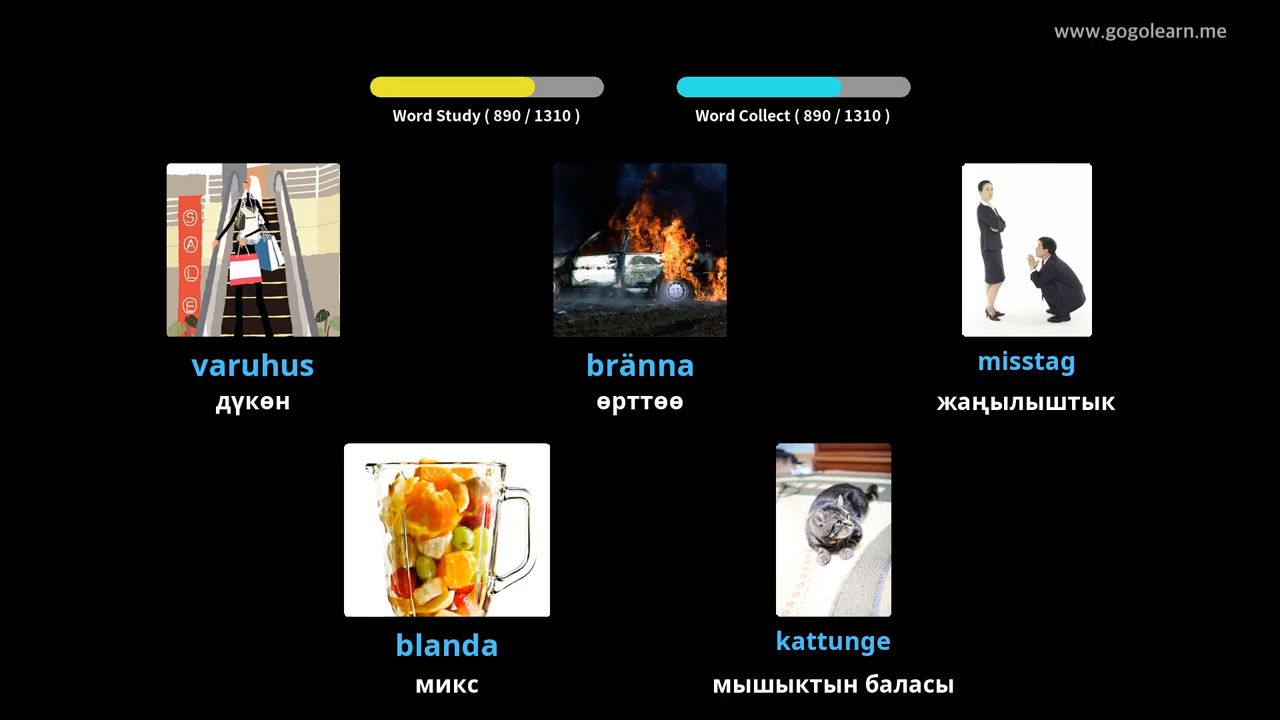 www.gogolearn.me
Word Study ( 890 / 1310 )
Word Collect ( 890 / 1310 )
SALE
varuhus
дүкөн
bränna
өрттөө
misstag
жаңылыштык
blanda
микс
kattunge
мышыктын баласы